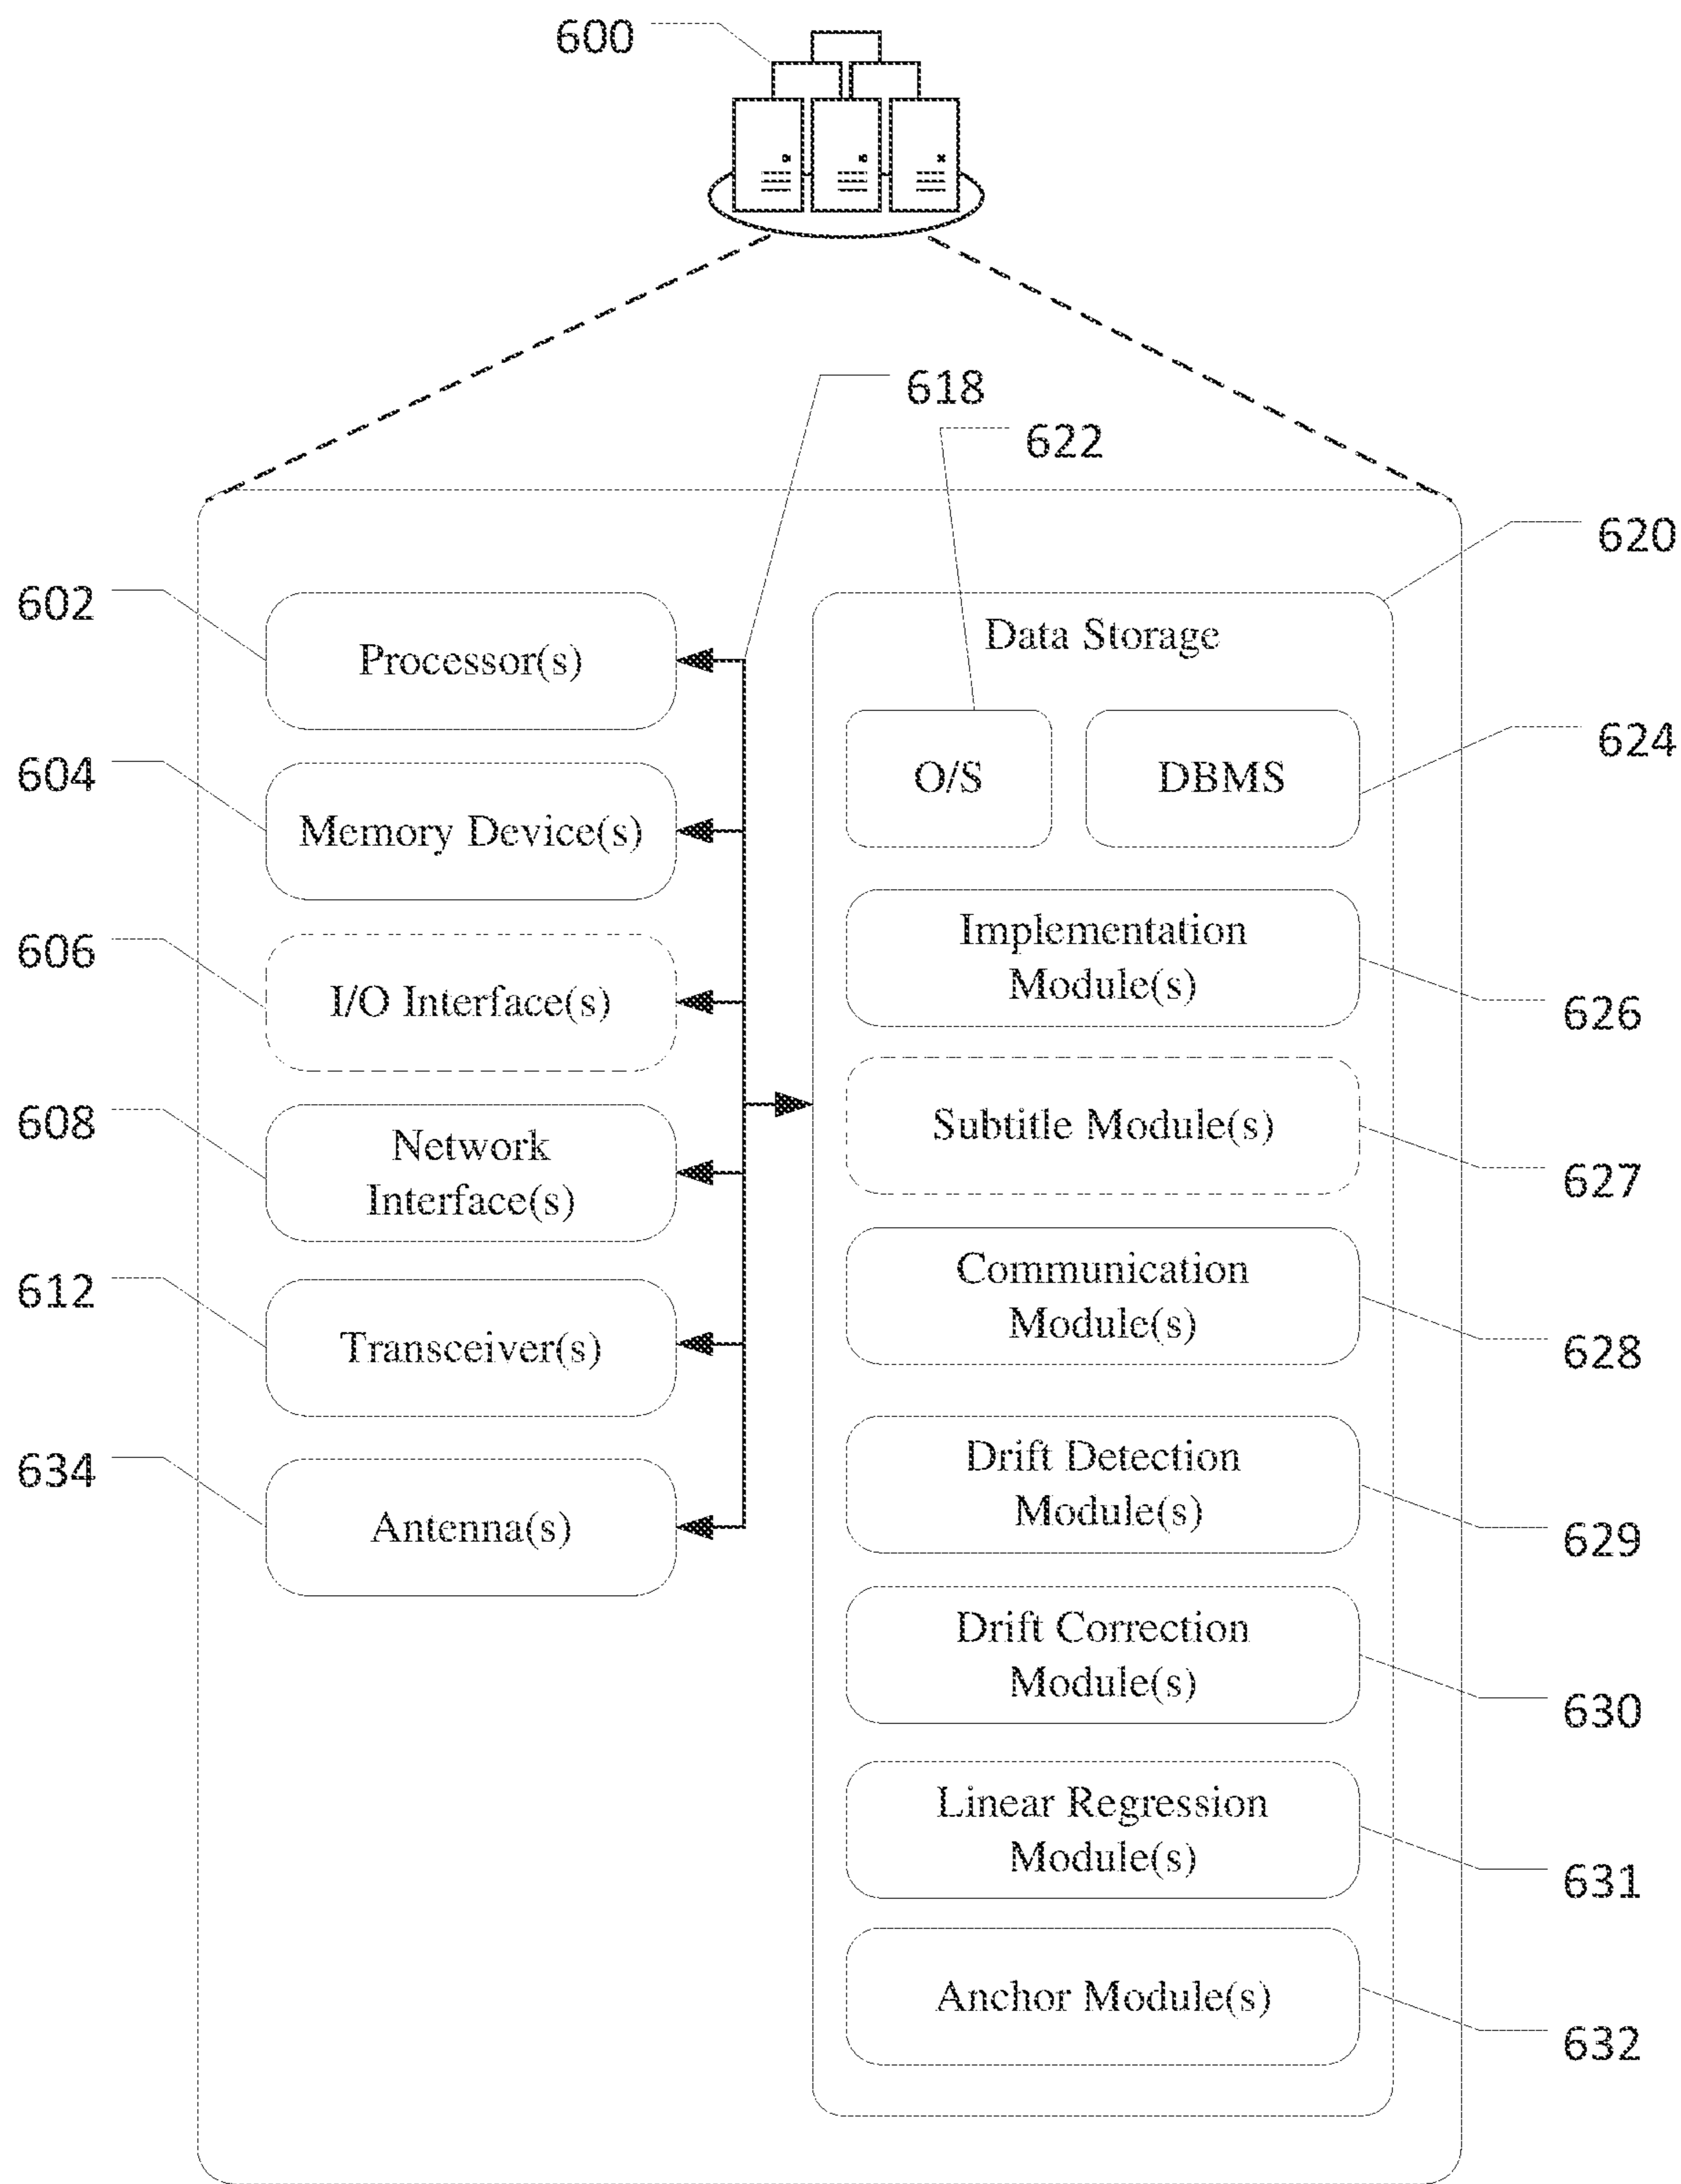 600
618
622
620
602
Processor(s)
Data Storage
604
Memory Device(s)
O/S
DBMS
624
606
I/O Interface(s)
Implementation
Module(s)
626
608
Network
Interface(s)
Subtitle Module(s)
627
612
Transceiver(s)
Communication
Module(s)
628
634
Antenna(s)
Drift Detection
Module(s)
629
Drift Correction
Module(s)
630
Linear Regression
Module(s)
631
Anchor Module(s)
632